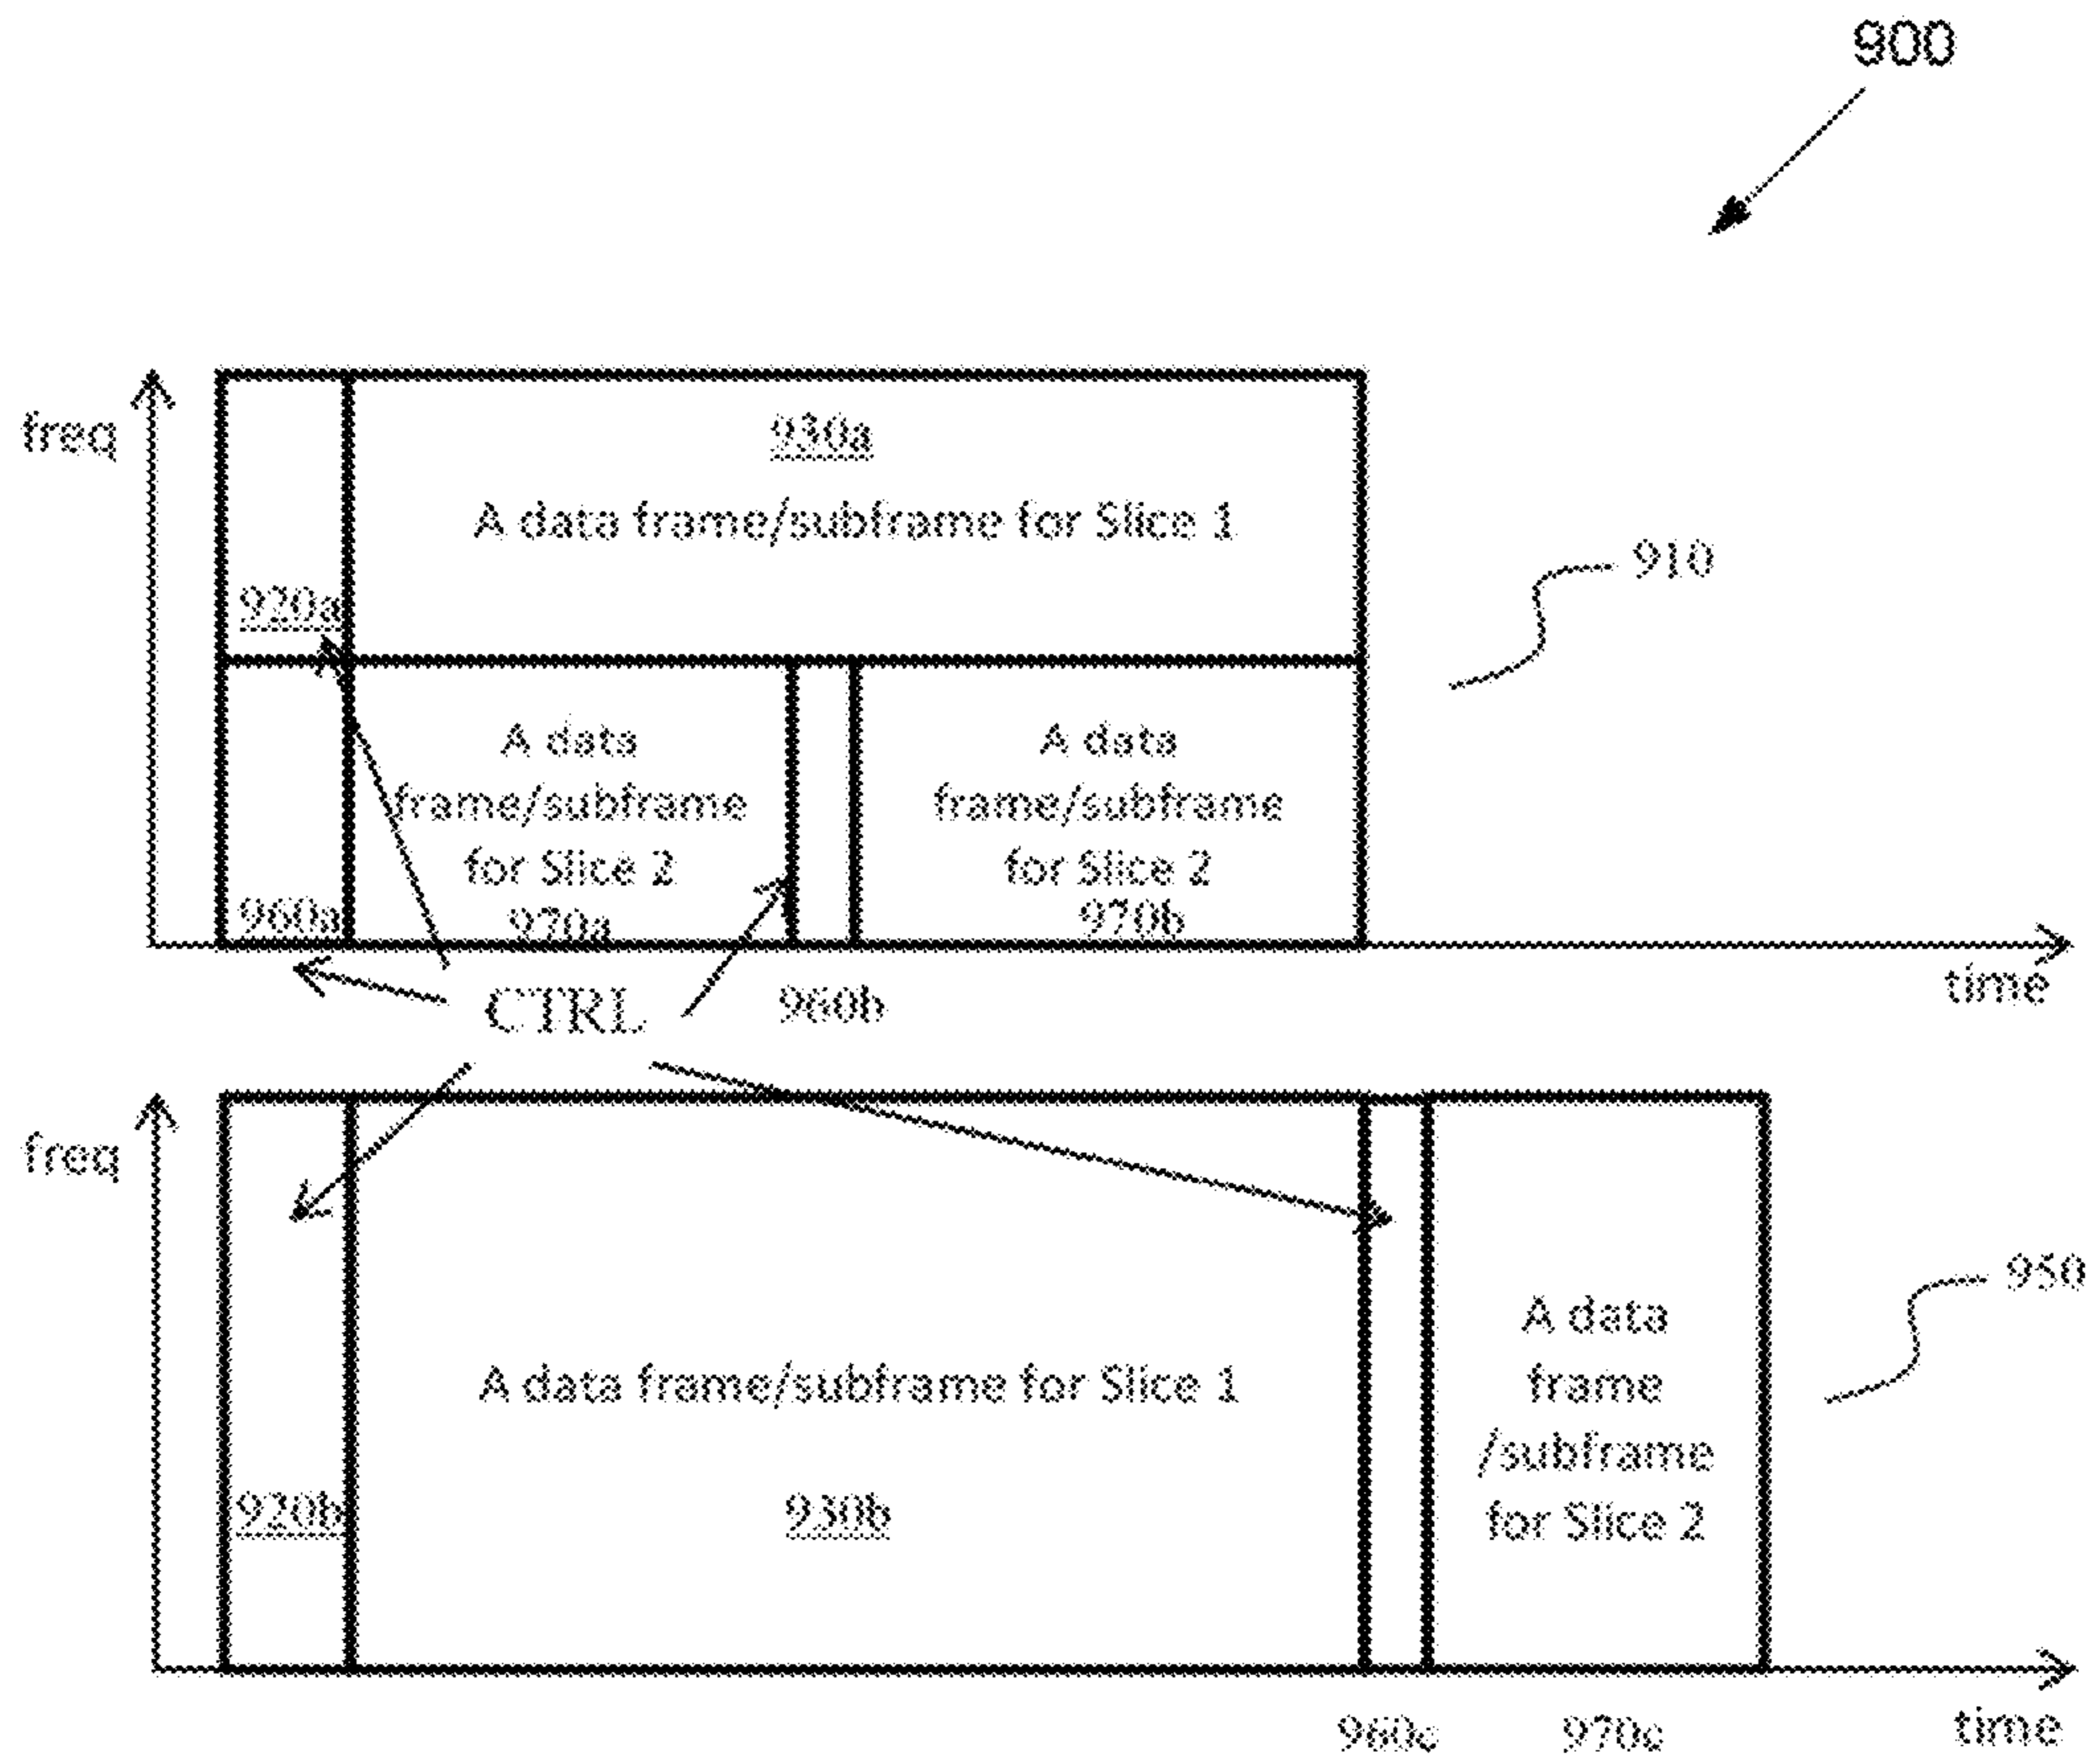 900
freq
930a
A data frame/subframe for Slice 1
910
920a
A data
frame/subframe
for Slice 2
970a
A data
frame/subframe
for Slice 2
970b
960a
time
CTRL
960b
freq
950
A data
frame
/subframe
for Slice 2
A data frame/subframe for Slice 1
920b
930b
960c
970c
time